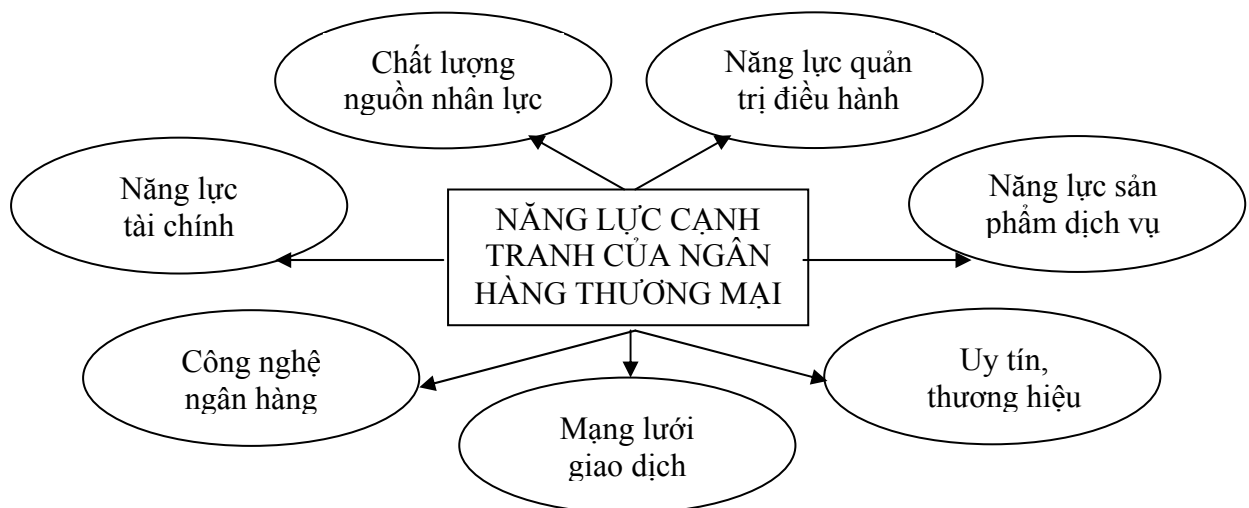 Chất lượng
nguồn nhân lực
Năng lực quản
trị điều hành
Năng lực
tài chính
NĂNG LỰC CẠNH
TRANH CỦA NGÂN
HÀNG THƯƠNG MẠI
Năng lực sản
phẩm dịch vụ
Công nghệ
ngân hàng
Mạng lưới
giao dịch
Uy tín,
thương hiệu